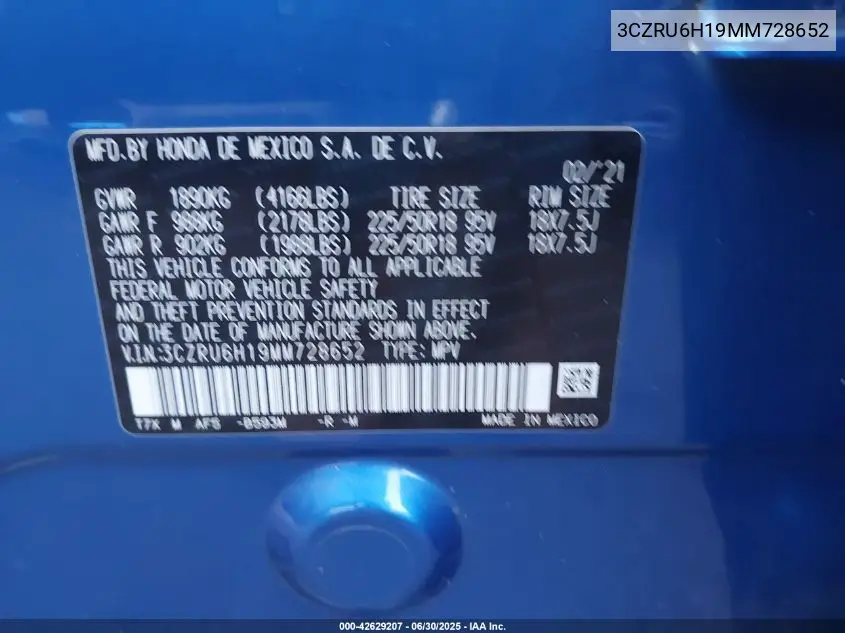 3CZRU6H19MM728652
MFD.BY HONDA DE MEXICO S.A. DE C.V.
02/'21
GVWR 1890KG (4166LBS) TIRE SIZE RIM SIZE
GAWR F 988KG (2178LBS) 225/50R18 95V 18X7.5J
GAWR R 902KG (1988LBS) 225/50R18 95V 18X7.5J
THIS VEHICLE CONFORMS TO ALL APPLICABLE
FEDERAL MOTOR VEHICLE SAFETY
AND THEFT PREVENTION STANDARDS IN EFFECT
ON THE DATE OF MANUFACTURE SHOWN ABOVE.
V.I.N:3CZRU6H19MM728652 TYPE: MPV
T7X M AFS -B593M -R -M MADE IN MEXICO
000-42629207 - 06/30/2025 - IAA Inc.